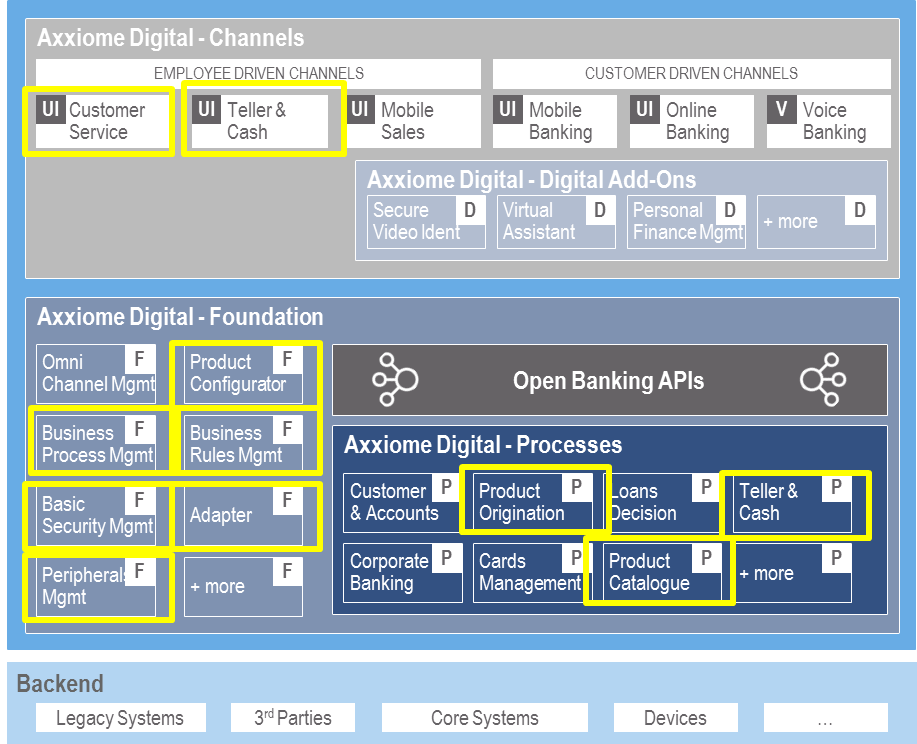 Axxiome Digital - Channels
EMPLOYEE DRIVEN CHANNELS
CUSTOMER DRIVEN CHANNELS
UI Customer
Service
UI Teller &
Cash
UI Mobile
Sales
UI Mobile
Banking
UI Online
Banking
V Voice
Banking
Axxiome Digital - Digital Add-Ons
Secure D
Video Ident
Virtual D
Assistant
Personal D
Finance Mgmt
+ more D
Axxiome Digital - Foundation
Omni F
Channel Mgmt
Product F
Configurator
Business F
Process Mgmt
Business F
Rules Mgmt
Basic F
Security Mgmt
Adapter F
Peripherals F
Mgmt
+ more F
Open Banking APIs
Axxiome Digital - Processes
Customer P
& Accounts
Product P
Origination
Loans P
Decision
Teller & P
Cash
Corporate P
Banking
Cards P
Management
Product P
Catalogue
+ more P
Backend
Legacy Systems
3rd Parties
Core Systems
Devices
...